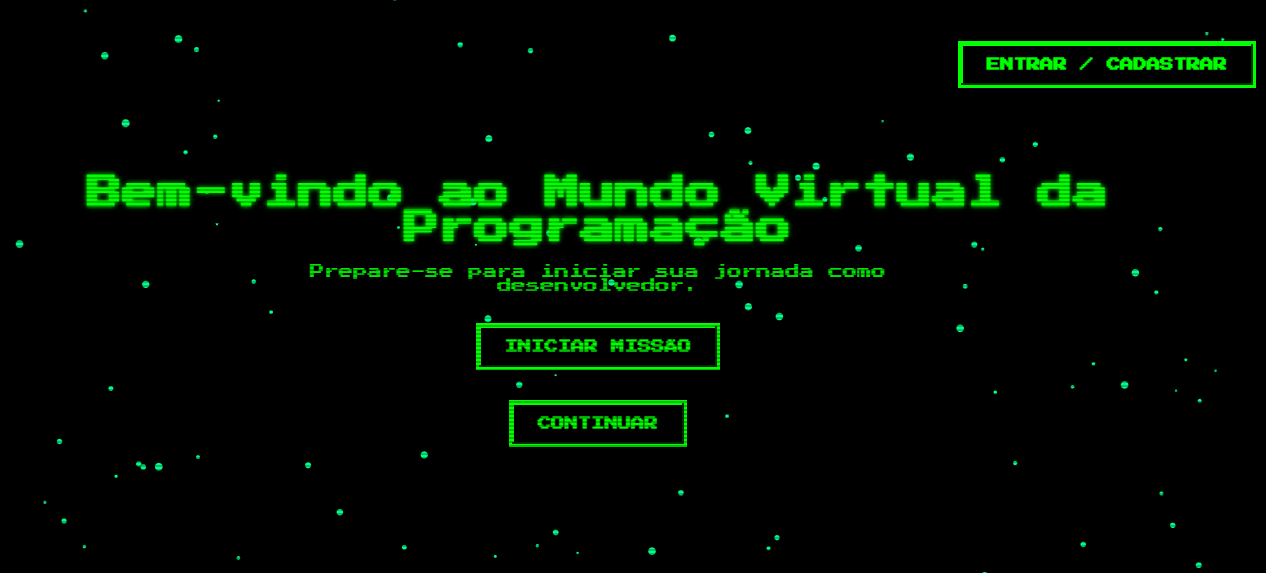 ENTRAR / CADASTRAR
Bem-vindo ao Mundo Virtual da
Programação
Prepare-se para iniciar sua jornada como
desenvolvedor.
INICIAR MISSÃO
CONTINUAR